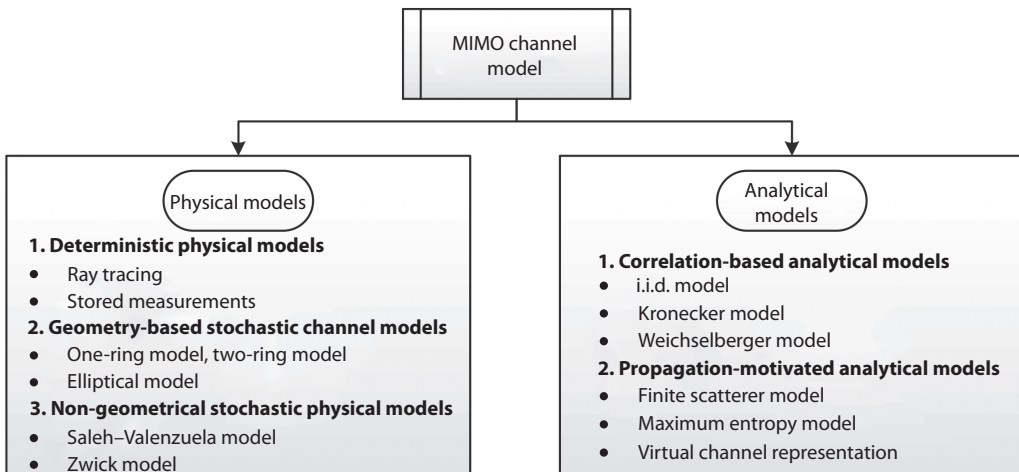 MIMO channel
model
Physical models
1. Deterministic physical models
• Ray tracing
• Stored measurements
2. Geometry-based stochastic channel models
• One-ring model, two-ring model
• Elliptical model
3. Non-geometrical stochastic physical models
• Saleh–Valenzuela model
• Zwick model
Analytical
models
1. Correlation-based analytical models
• i.i.d. model
• Kronecker model
• Weichselberger model
2. Propagation-motivated analytical models
• Finite scatterer model
• Maximum entropy model
• Virtual channel representation